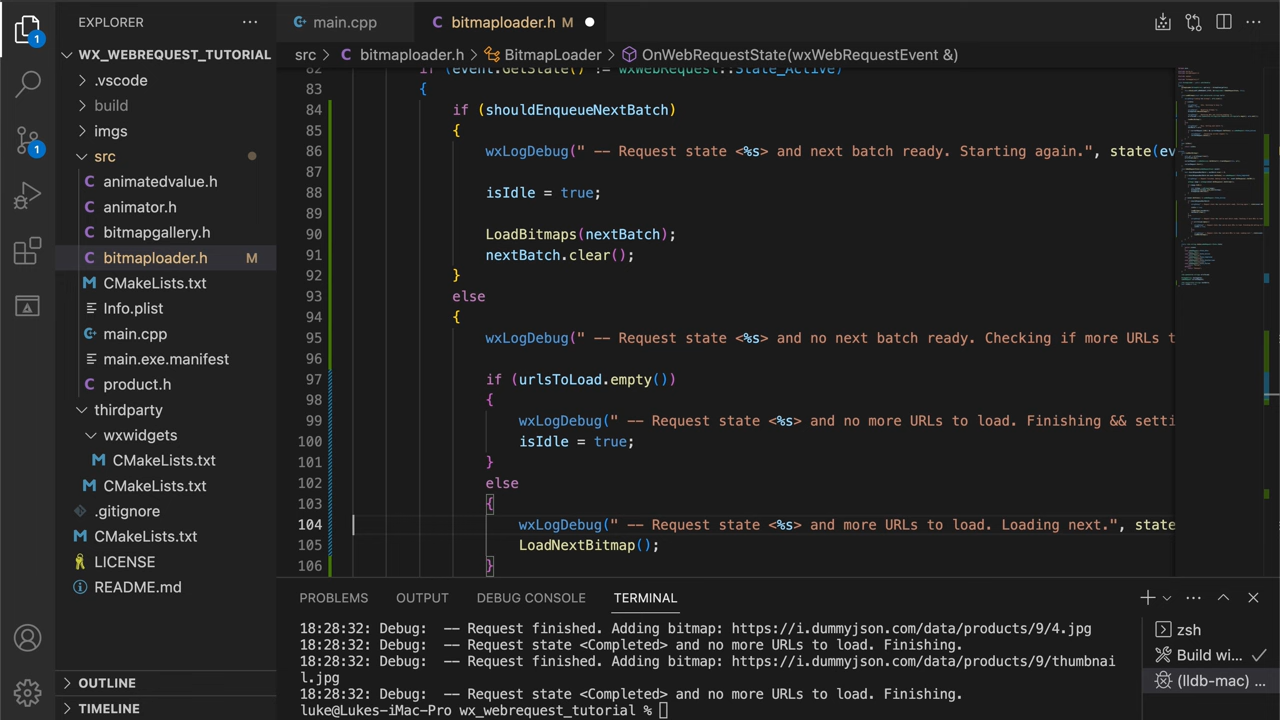 EXPLORER
main.cpp
bitmaploader.h M
1
WX_WEBREQUEST_TUTORIAL
src > C bitmaploader.h > BitmapLoader > OnWebRequestState(wxWebRequestEvent &)
.vscode
build
imgs
src
C animatedvalue.h
C animator.h
C bitmapgallery.h
C bitmaploader.h M
M CMakeLists.txt
Info.plist
main.cpp
main.exe.manifest
C product.h
thirdparty
wxwidgets
M CMakeLists.txt
M CMakeLists.txt
.gitignore
M CMakeLists.txt
LICENSE
README.md
OUTLINE
TIMELINE
1
82 if (event.GetState() != wxWebRequest::State_Active)
83 {
84 if (shouldEnqueueNextBatch)
85 {
86 wxLogDebug(" -- Request state <%s> and next batch ready. Starting again.", state(ev
87
88 isIdle = true;
89
90 LoadBitmaps(nextBatch);
91 nextBatch.clear();
92 }
93 else
94 {
95 wxLogDebug(" -- Request state <%s> and no next batch ready. Checking if more URLs t
96
97 if (urlsToLoad.empty())
98 {
99 wxLogDebug(" -- Request state <%s> and no more URLs to load. Finishing && setti
100 isIdle = true;
101 }
102 else
103 {
104 wxLogDebug(" -- Request state <%s> and more URLs to load. Loading next.", state
105 LoadNextBitmap();
106 }
PROBLEMS OUTPUT DEBUG CONSOLE TERMINAL
18:28:32: Debug:  -- Request finished. Adding bitmap: https://i.dummyjson.com/data/products/9/4.jpg
18:28:32: Debug:  -- Request state <Completed> and no more URLs to load. Finishing.
18:28:32: Debug:  -- Request finished. Adding bitmap: https://i.dummyjson.com/data/products/9/thumbnai
l.jpg
18:28:32: Debug:  -- Request state <Completed> and no more URLs to load. Finishing.
luke@Lukes-iMac-Pro wx_webrequest_tutorial %
zsh
Build wi...
(lldb-mac) ...